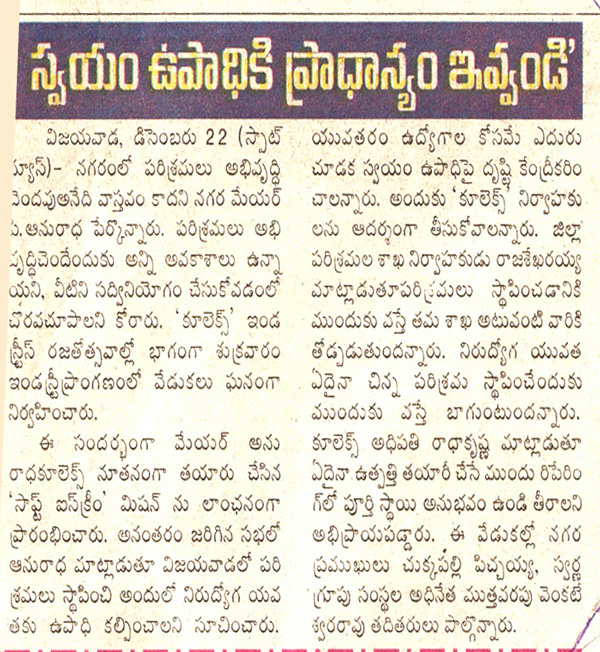 స్వయం ఉపాధికి ప్రాధాన్యం ఇవ్వండి'
విజయవాడ, డిసెంబరు 22 (స్పాట్
న్యూస్)- నగరంలో పరిశ్రమలు అభివృద్ధి
చెందవుఅనేది వాస్తవం కాదని నగర మేయర్
ఆనురాధ పేర్కొన్నారు. పరిశ్రమలు అభి
వృద్ధిచెందేందుకు అన్ని అవకాశాలు ఉన్నా
యని, వీటిని సద్వినియోగం చేసుకోవడంలో
చొరవచూపాలని కోరారు. 'కూలెక్స్' ఇండ
స్ట్రీస్ రజతోత్సవాల్లో భాగంగా శుక్రవారం
ఇండస్ట్రీప్రాంగణంలో వేడుకలు ఘనంగా
నిర్వహించారు.
ఈ సందర్భంగా మేయర్ అను
రాధకూలెక్స్ నూతనంగా తయారు చేసిన
'సాఫ్ట్ ఐస్‌క్రీం' మిషన్ ను లాంఛనంగా
ప్రారంభించారు. అనంతరం జరిగిన సభలో
ఆనురాధ మాట్లాడుతూ విజయవాడలో పరి
శ్రమలు స్థాపించి అందులో నిరుద్యోగ యవ
తకు ఉపాధి కల్పించాలని సూచించారు.
యువతరం ఉద్యోగాల కోసమే ఎదురు
చూడక స్వయం ఉపాధిపై దృష్టి కేంద్రీకరిం
చాలన్నారు. అందుకు 'కూలెక్స్' నిర్వాహకు
లను ఆదర్శంగా తీసుకోవాలన్నారు. జిల్లా
పరిశ్రమల శాఖ నిర్వాహకుడు రాజశేఖరయ్య
మాట్లాడుతూపరిశ్రమలు స్థాపించడానికి
ముందుకు వస్తే తమ శాఖ అటువంటి వారికి
తోడ్పడుతుందన్నారు. నిరుద్యోగ యువత
ఏదైనా చిన్న పరిశ్రమ స్థాపించేందుకు
ముందుకు వస్తే బాగుంటుందన్నారు.
కూలెక్స్ అధిపతి రాధాకృష్ణ మాట్లాడుతూ
ఏదైనా ఉత్పత్తి తయారీ చేసే ముందు రిపేరిం
గ్‌లో పూర్తి స్థాయి అనుభవం ఉండి తీరాలని
అభిప్రాయపడ్డారు. ఈ వేడుకల్లో నగర
ప్రముఖులు చుక్కపల్లి పిచ్చయ్య, స్వర్ణ
గ్రూపు సంస్థల అధినేత ముత్తవరపు వెంకటే
శ్వరరావు తదితరులు పాల్గొన్నారు.